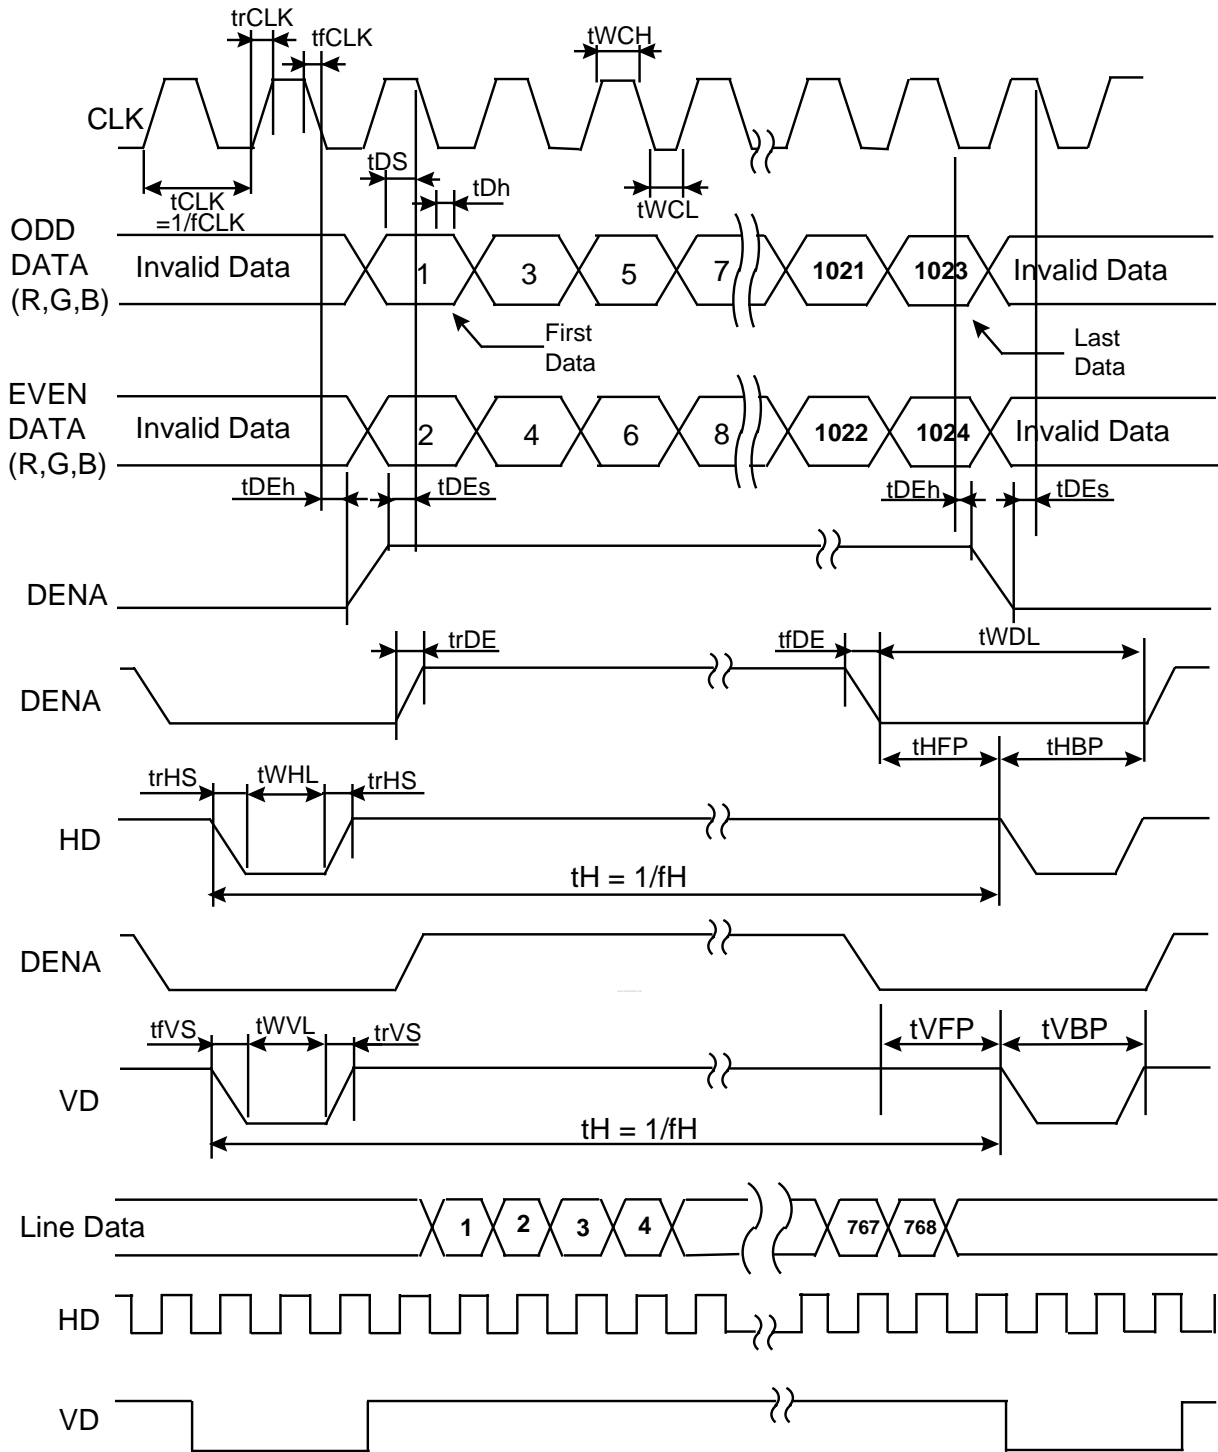 trCLK
tfCLK
tWCH
CLK
tDS
tDh
tCLK
=1/fCLK
tWCL
ODD
DATA
(R,G,B)
Invalid Data
1
3
5
7
1021
1023
Invalid Data
First
Data
Last
Data
EVEN
DATA
(R,G,B)
Invalid Data
2
4
6
8
1022
1024
Invalid Data
tDEh
tDEs
tDEh
tDEs
DENA
trDE
tfDE
tWDL
DENA
tHFP
tHBP
trHS
tWHL
trHS
HD
tH = 1/fH
DENA
tfVS
tWVL
trVS
tVFP
tVBP
VD
tH = 1/fH
Line Data
1
2
3
4
767
768
HD
VD